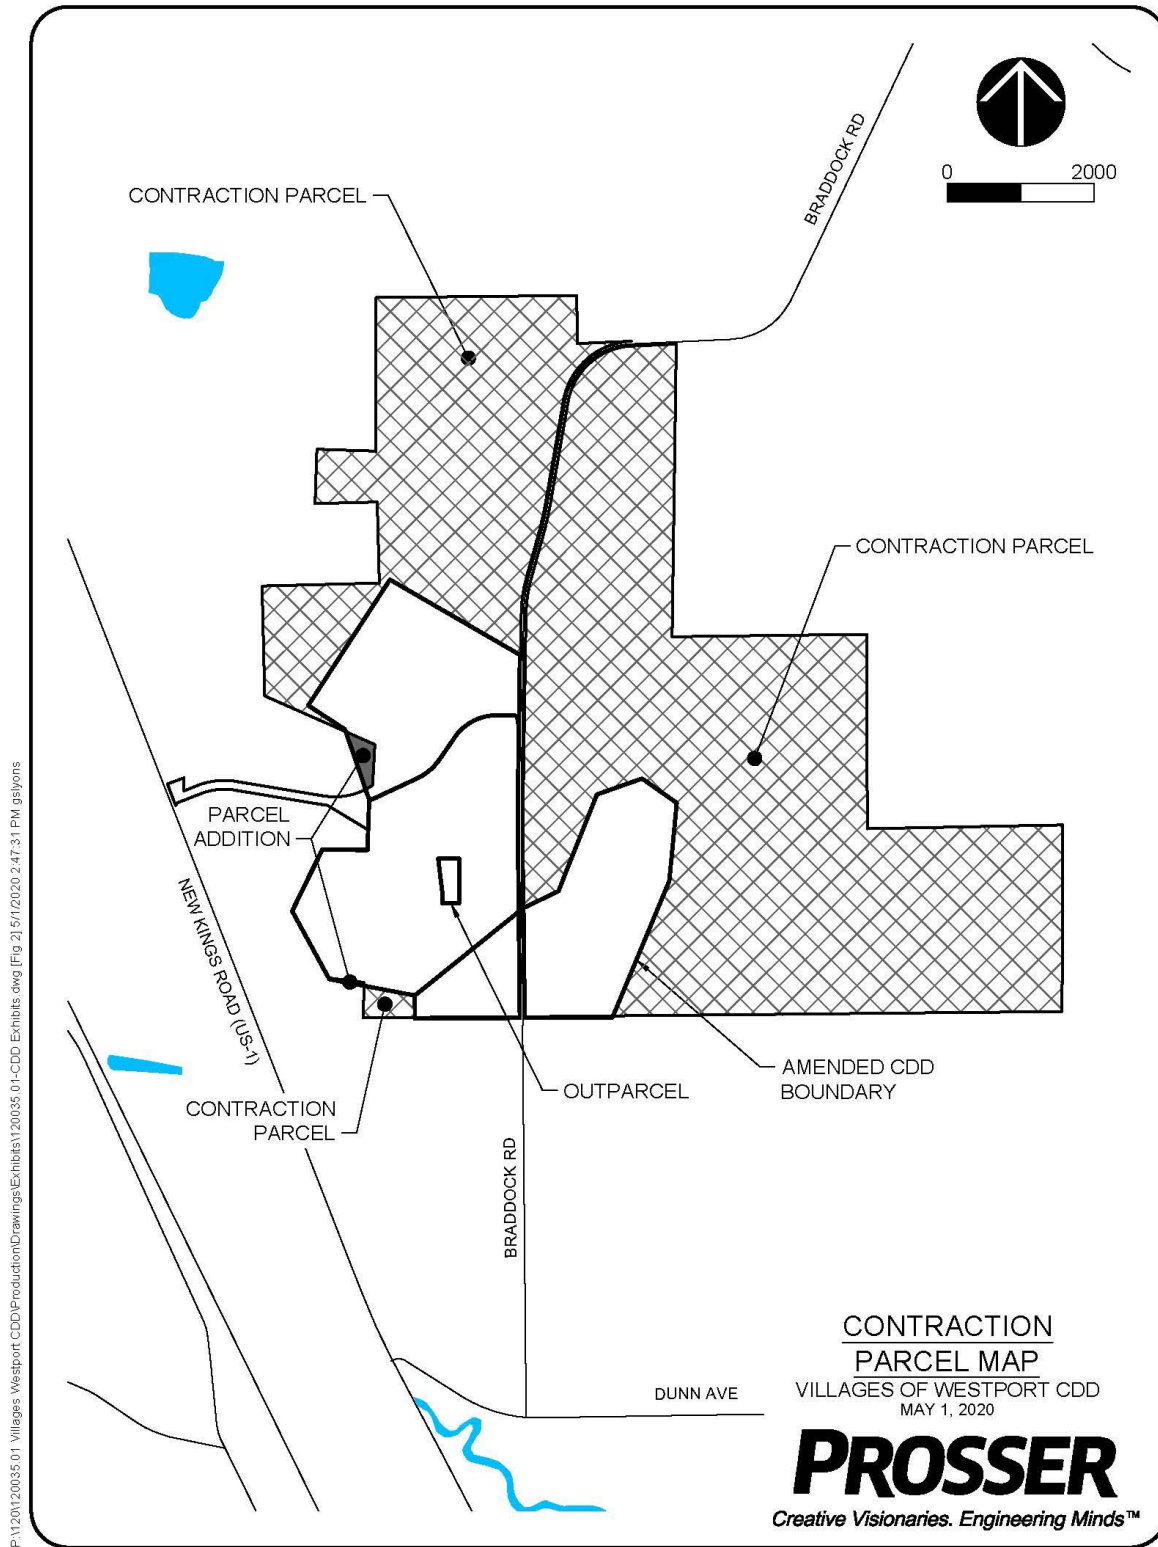 CONTRACTION PARCEL
BRADDOCK RD
0 2000
CONTRACTION PARCEL
PARCEL
ADDITION
NEW KINGS ROAD (US-1)
OUTPARCEL
AMENDED CDD
BOUNDARY
CONTRACTION
PARCEL
BRADDOCK RD
DUNN AVE
CONTRACTION
PARCEL MAP
VILLAGES OF WESTPORT CDD
MAY 1, 2020
PROSSER
Creative Visionaries. Engineering Minds™
P:\120\120035.01 Villages Westport CDD\Production\Drawings\Exhibits\120035.01-CDD Exhibits.dwg [Fig 2] 5/1/2020 2:47:31 PM gslyons